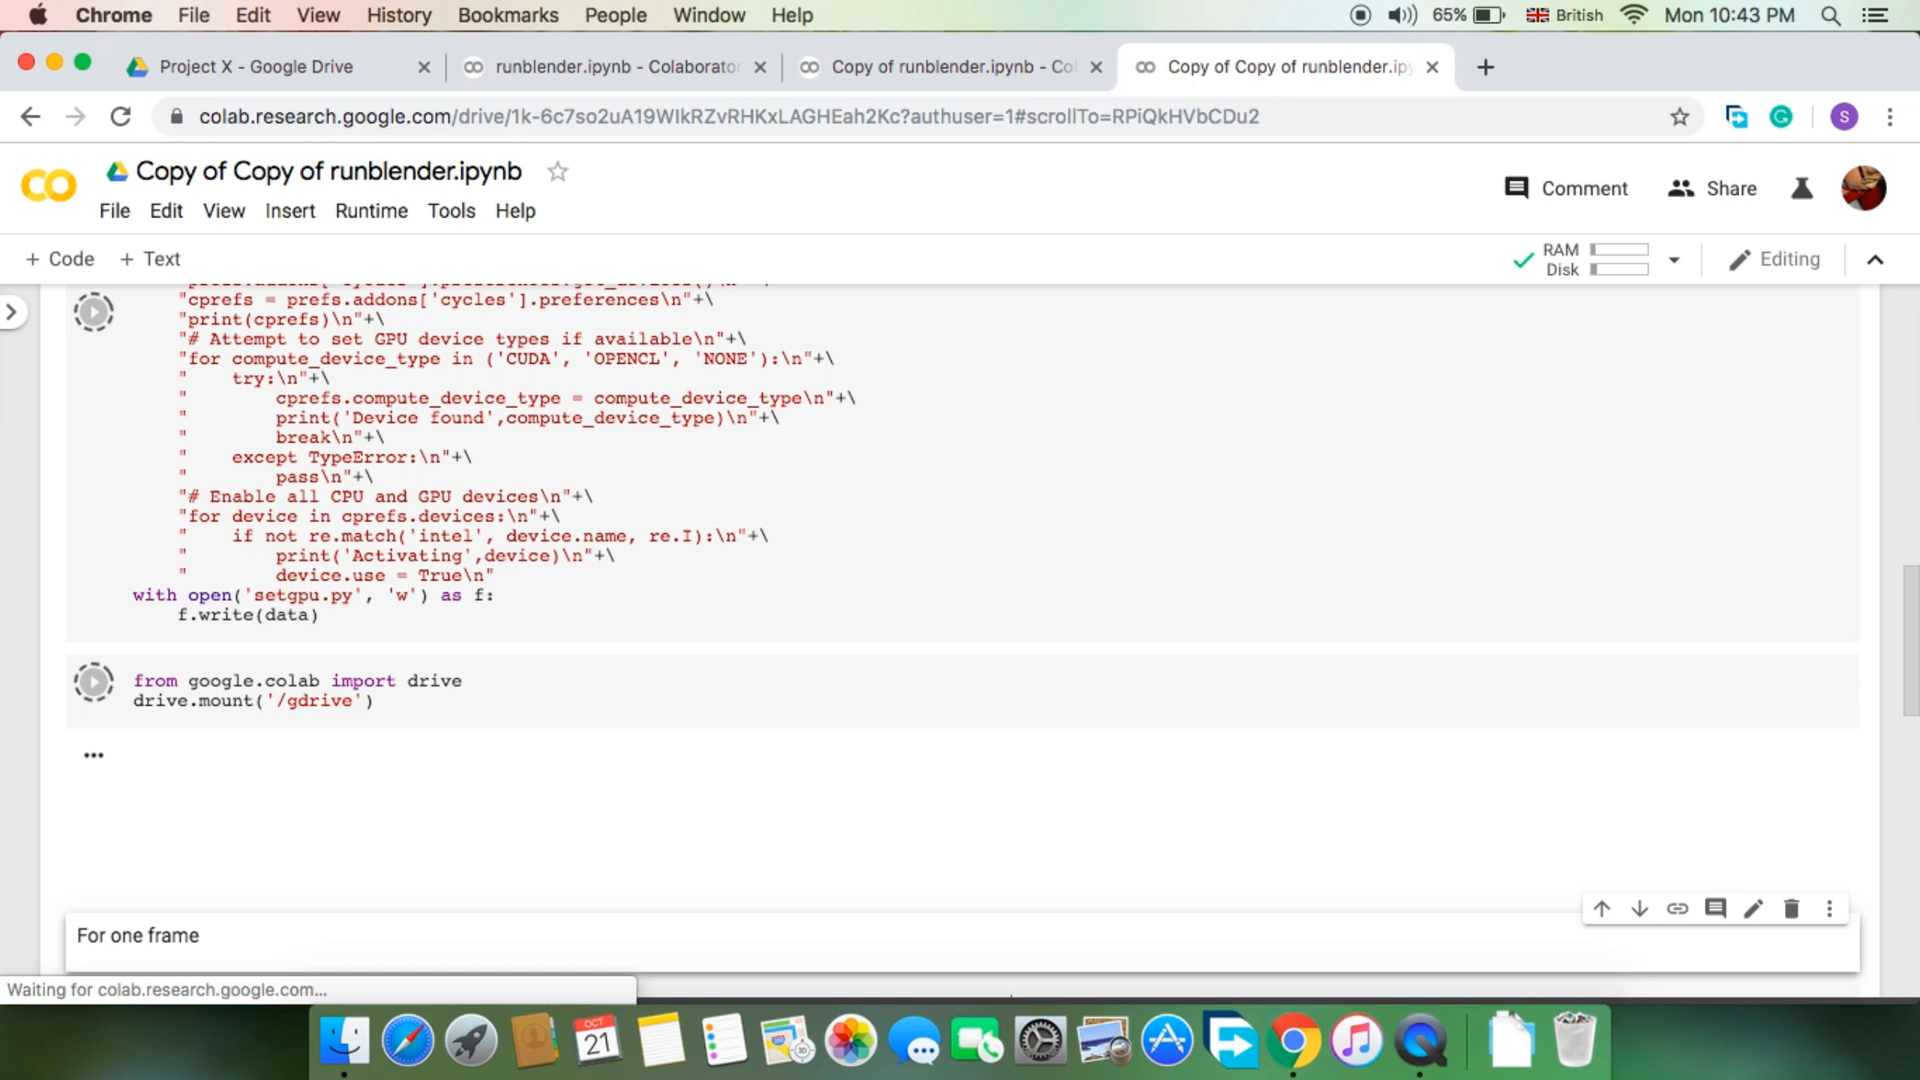 Chrome File Edit View History Bookmarks People Window Help 65% British Mon 10:43 PM
Project X - Google Drive runblender.ipynb - Colaborato Copy of runblender.ipynb - Co Copy of Copy of runblender.ipy
colab.research.google.com/drive/1k-6c7so2uA19WIkRZvRHKxLAGHEah2Kc?authuser=1#scrollTo=RPiQkHVbCDu2 S
CO Copy of Copy of runblender.ipynb Comment Share
File Edit View Insert Runtime Tools Help
+ Code + Text RAM Disk Editing
"cprefs = prefs.addons['cycles'].preferences\n"+\
"print(cprefs)\n"+\
"# Attempt to set GPU device types if available\n"+\
"for compute_device_type in ('CUDA', 'OPENCL', 'NONE'):\n"+\
"    try:\n"+\
"        cprefs.compute_device_type = compute_device_type\n"+\
"        print('Device found',compute_device_type)\n"+\
"        break\n"+\
"    except TypeError:\n"+\
"        pass\n"+\
"# Enable all CPU and GPU devices\n"+\
"for device in cprefs.devices:\n"+\
"    if not re.match('intel', device.name, re.I):\n"+\
"        print('Activating',device)\n"+\
"        device.use = True\n"
with open('setgpu.py', 'w') as f:
    f.write(data)
from google.colab import drive
drive.mount('/gdrive')
...
For one frame
Waiting for colab.research.google.com...
OCT
21